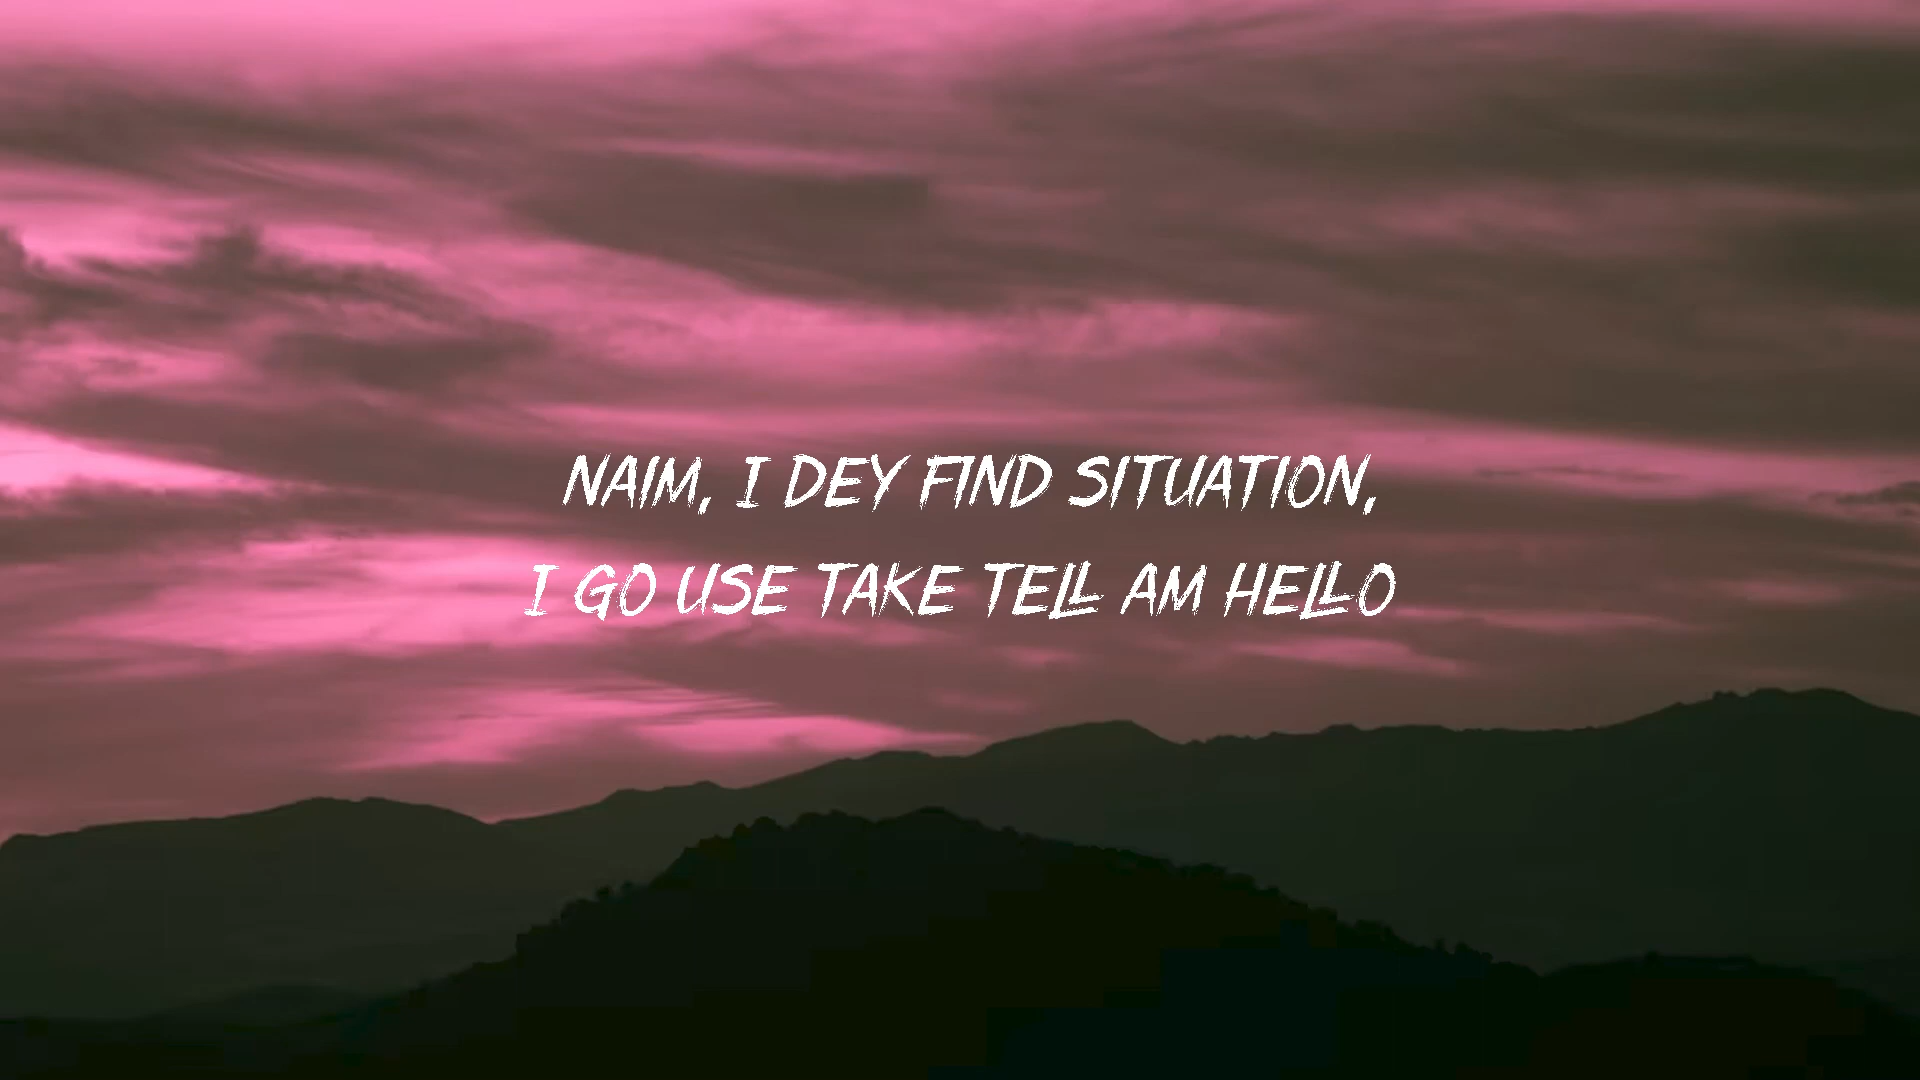 NAIM, I DEY FIND SITUATION,
I GO USE TAKE TELL AM HELLO